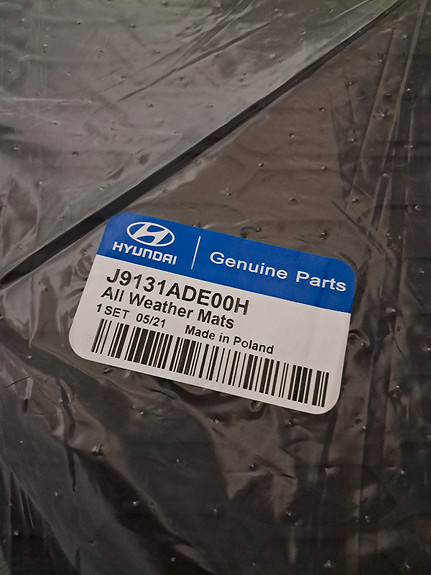 HYUNDAI | Genuine Parts
J9131ADE00H
All Weather Mats
1 SET 05/21 Made in Poland